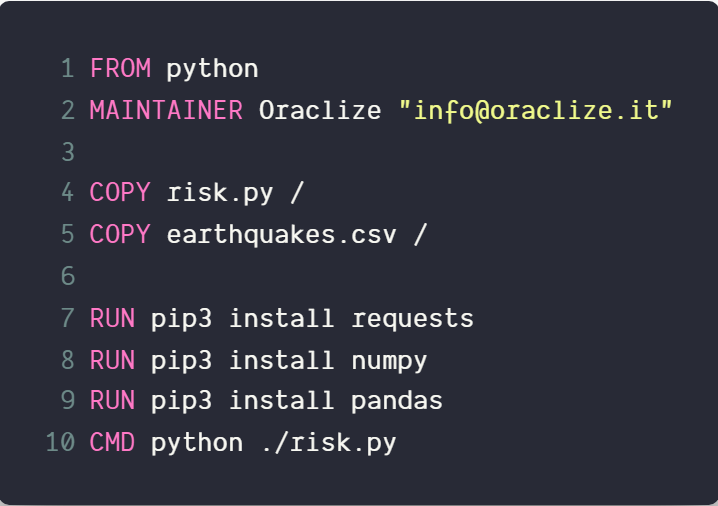 1 FROM python
2 MAINTAINER Oraclize "info@oraclize.it"
3
4 COPY risk.py /
5 COPY earthquakes.csv /
6
7 RUN pip3 install requests
8 RUN pip3 install numpy
9 RUN pip3 install pandas
10 CMD python ./risk.py